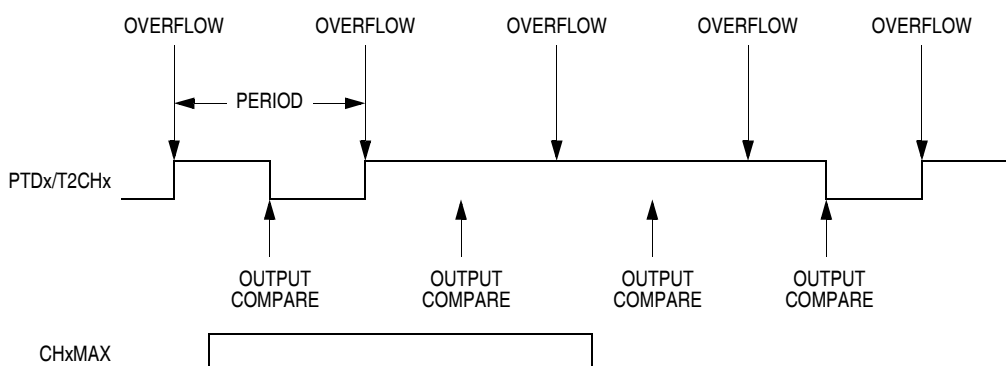 OVERFLOW OVERFLOW OVERFLOW OVERFLOW OVERFLOW
PERIOD
PTDx/T2CHx
OUTPUT OUTPUT OUTPUT OUTPUT
COMPARE COMPARE COMPARE COMPARE
CHxMAX